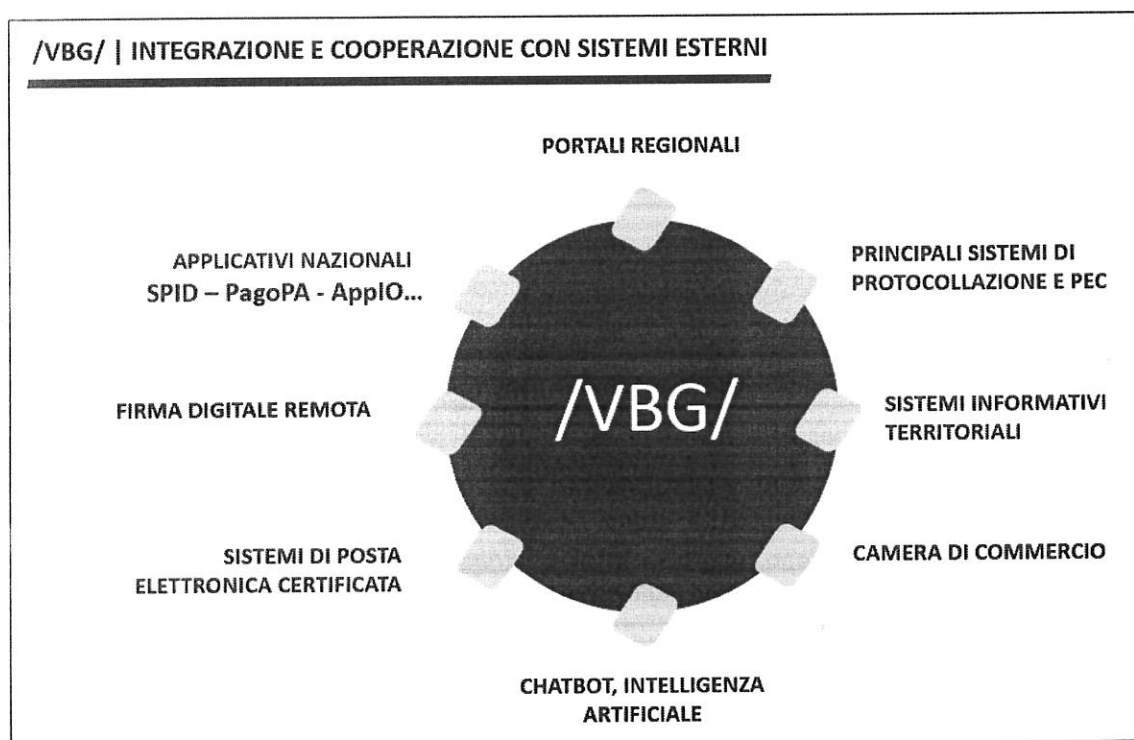 /VBG/ | INTEGRAZIONE E COOPERAZIONE CON SISTEMI ESTERNI
PORTALI REGIONALI
APPLICATIVI NAZIONALI
SPID – PagoPA - AppIO...
PRINCIPALI SISTEMI DI
PROTOCOLLAZIONE E PEC
FIRMA DIGITALE REMOTA
/VBG/
SISTEMI INFORMATIVI
TERRITORIALI
SISTEMI DI POSTA
ELETTRONICA CERTIFICATA
CAMERA DI COMMERCIO
CHATBOT, INTELLIGENZA
ARTIFICIALE